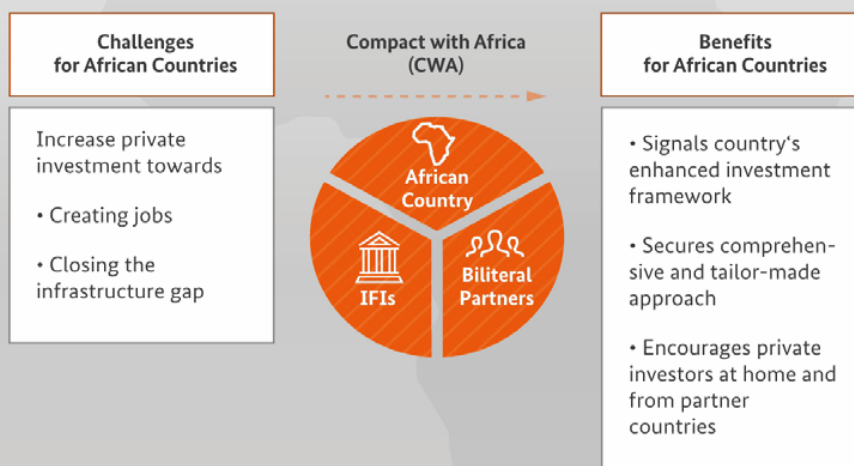 Challenges
for African Countries
Increase private
investment towards
• Creating jobs
• Closing the
infrastructure gap
Compact with Africa
(CWA)
African
Country
IFIs
Biliteral
Partners
Benefits
for African Countries
• Signals country‘s
enhanced investment
framework
• Secures comprehen-
sive and tailor-made
approach
• Encourages private
investors at home and
from partner
countries